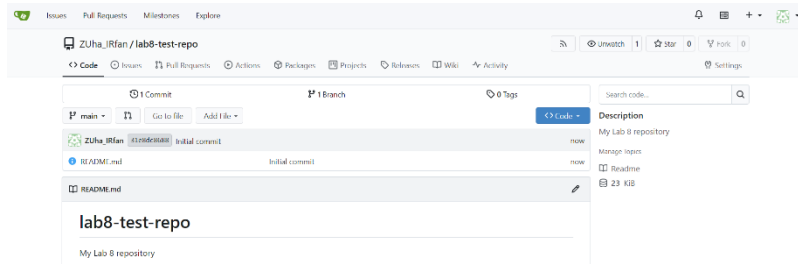 Issues Pull Requests Milestones Explore
ZUha_IRfan / lab8-test-repo
Unwatch 1 Star 0 Fork 0
Code Issues Pull Requests Actions Packages Projects Releases Wiki Activity Settings
1 Commit 1 Branch 0 Tags
Search code...
main Go to file Add File Code
Description
My Lab 8 repository
ZUha_IRfan Initial commit now
Manage Topics
README.md Initial commit now
Readme
23 KiB
README.md
lab8-test-repo
My Lab 8 repository